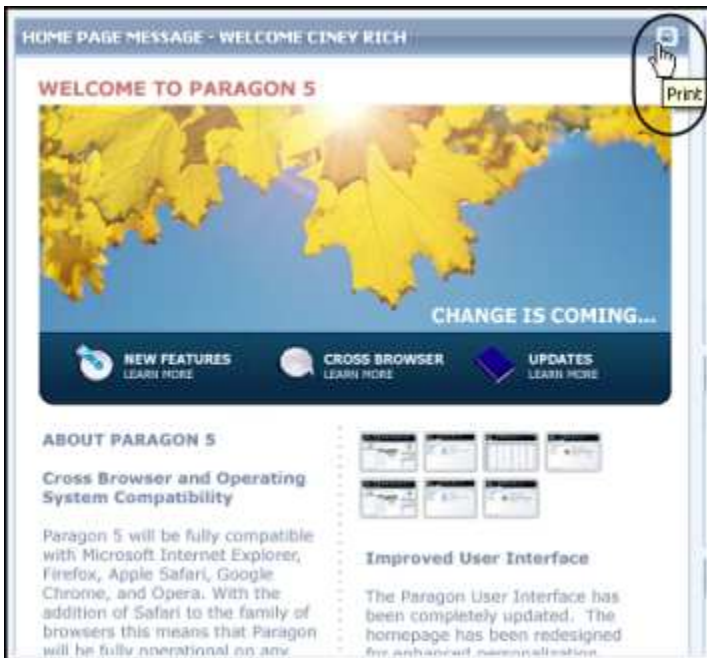 HOME PAGE MESSAGE - WELCOME CINEY RICH
Print
WELCOME TO PARAGON 5
CHANGE IS COMING...
NEW FEATURES
LEARN MORE
CROSS BROWSER
LEARN MORE
UPDATES
LEARN MORE
ABOUT PARAGON 5
Cross Browser and Operating
System Compatibility
Paragon 5 will be fully compatible
with Microsoft Internet Explorer,
Firefox, Apple Safari, Google
Chrome, and Opera. With the
addition of Safari to the family of
browsers this means that Paragon
will be fully operational on any
Improved User Interface
The Paragon User Interface has
been completely updated. The
homepage has been redesigned
for enhanced personalization